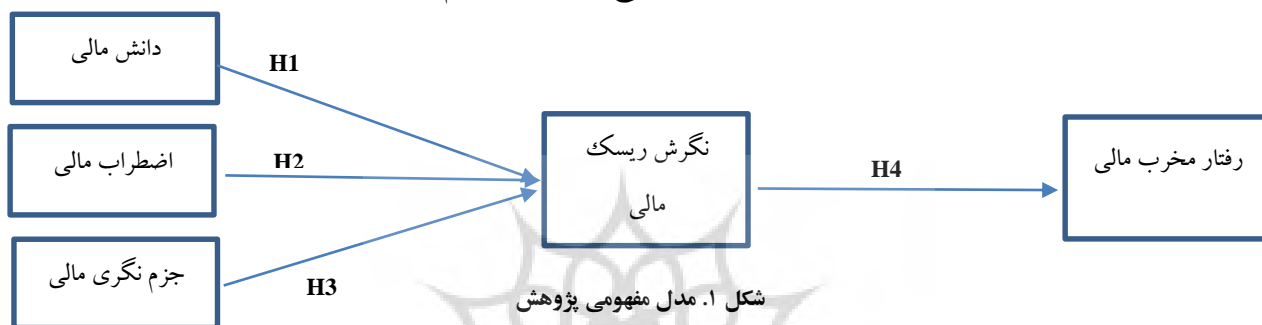 دانش مالی
H1
اضطراب مالی
H2
جزم نگری مالی
H3
نگرش ریسک
مالی
H4
رفتار مخرب مالی
شکل ۱. مدل مفهومی پژوهش